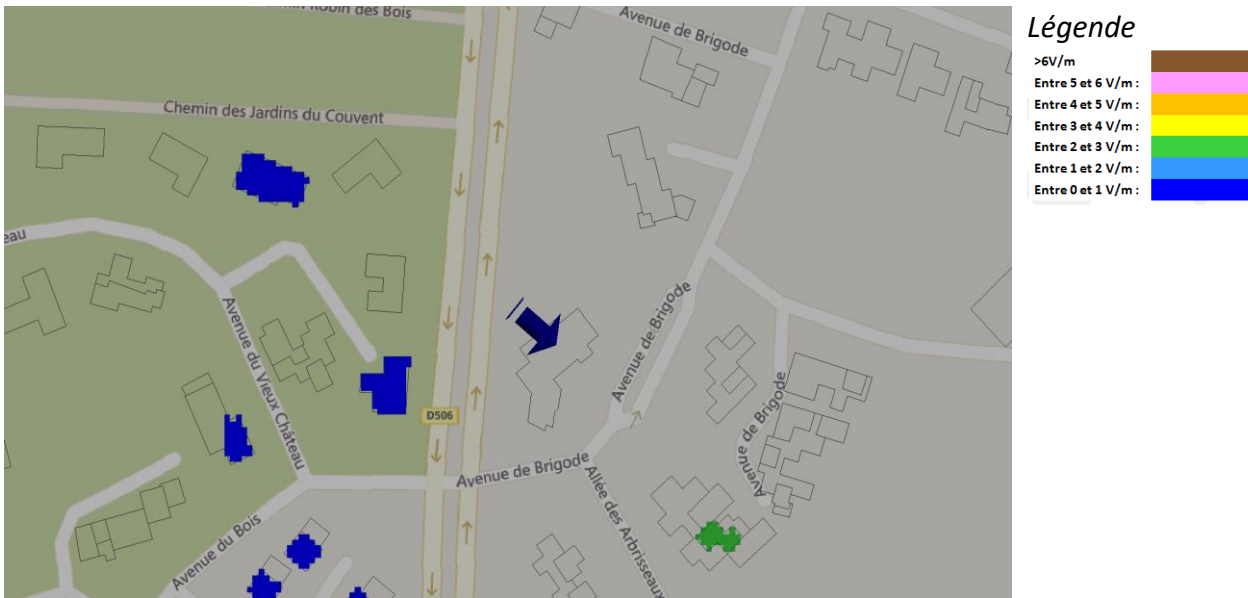 Chemin Robin des Bois
Avenue de Brigode
Chemin des Jardins du Couvent
eau
Avenue du Vieux Château
Avenue de Brigode
D506
Avenue de Brigode
Avenue de Brigode
Allée des Arbrisseaux
Avenue du Bois
Légende
>6V/m
Entre 5 et 6 V/m :
Entre 4 et 5 V/m :
Entre 3 et 4 V/m :
Entre 2 et 3 V/m :
Entre 1 et 2 V/m :
Entre 0 et 1 V/m :